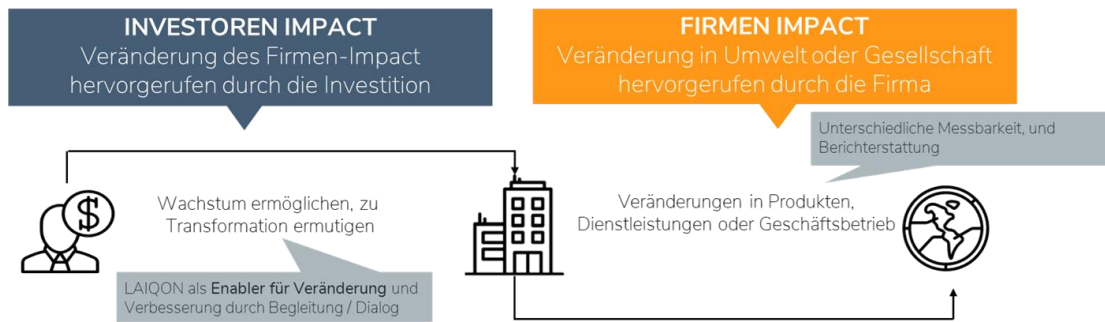 INVESTOREN IMPACT
Veränderung des Firmen-Impact
hervorgerufen durch die Investition
FIRMEN IMPACT
Veränderung in Umwelt oder Gesellschaft
hervorgerufen durch die Firma
Unterschiedliche Messbarkeit, und
Berichterstattung
$
Wachstum ermöglichen, zu
Transformation ermutigen
Veränderungen in Produkten,
Dienstleistungen oder Geschäftsbetrieb
LAIQON als Enabler für Veränderung und
Verbesserung durch Begleitung / Dialog